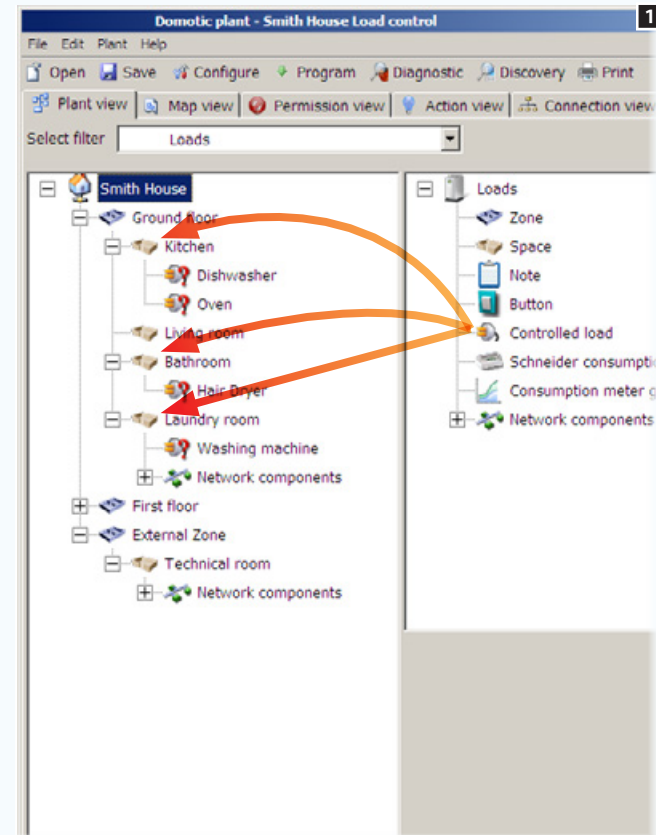 Domotic plant - Smith House Load control
1
File Edit Plant Help
Open Save Configure Program Diagnostic Discovery Print
Plant view Map view Permission view Action view Connection view
Select filter Loads
Smith House
Ground floor
Kitchen
Dishwasher
Oven
Living room
Bathroom
Hair Dryer
Laundry room
Washing machine
Network components
First floor
External Zone
Technical room
Network components
Loads
Zone
Space
Note
Button
Controlled load
Schneider consumpti
Consumption meter g
Network components